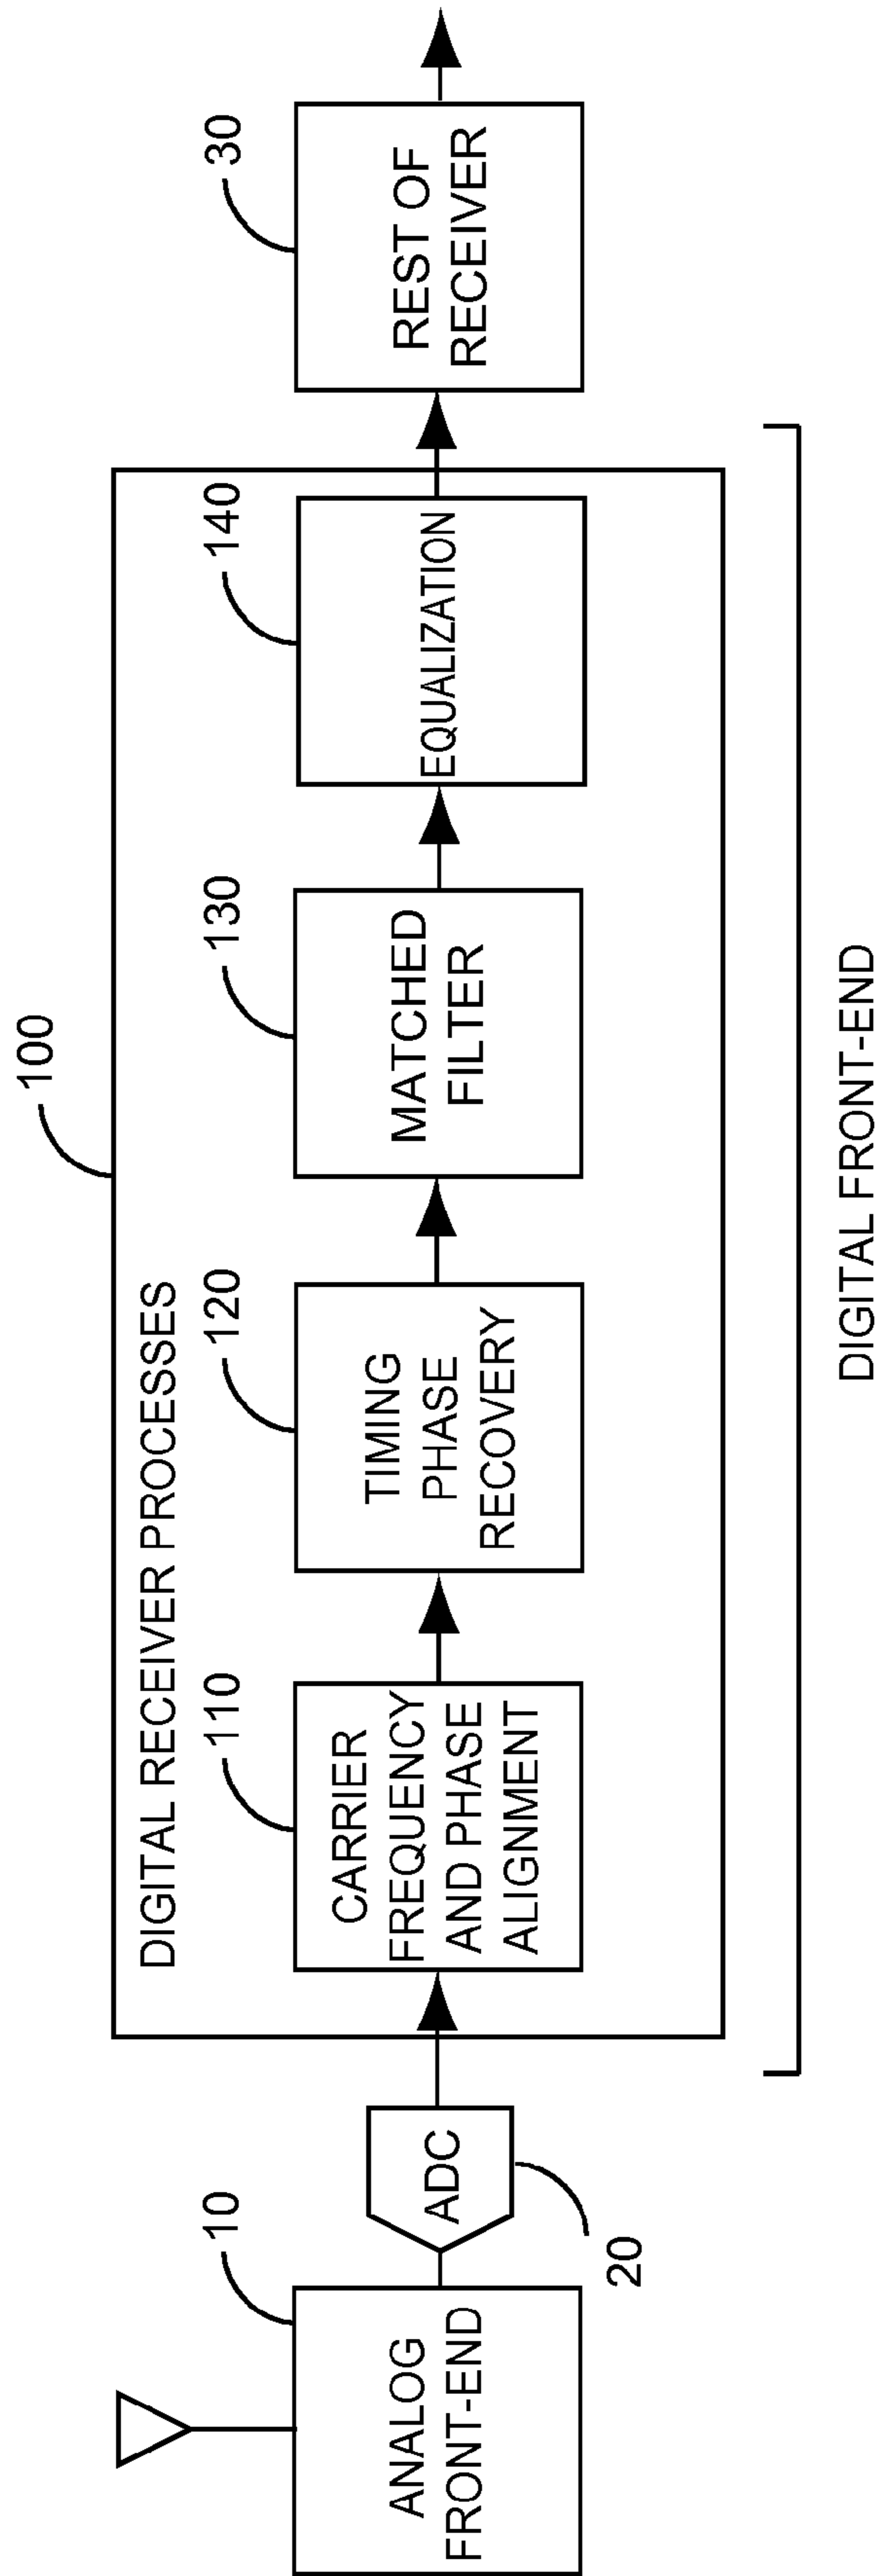 100
DIGITAL RECEIVER PROCESSES
10
ANALOG
FRONT-END
ADC
20
110
CARRIER
FREQUENCY
AND PHASE
ALIGNMENT
120
TIMING
PHASE
RECOVERY
130
MATCHED
FILTER
140
EQUALIZATION
30
REST OF
RECEIVER
DIGITAL FRONT-END